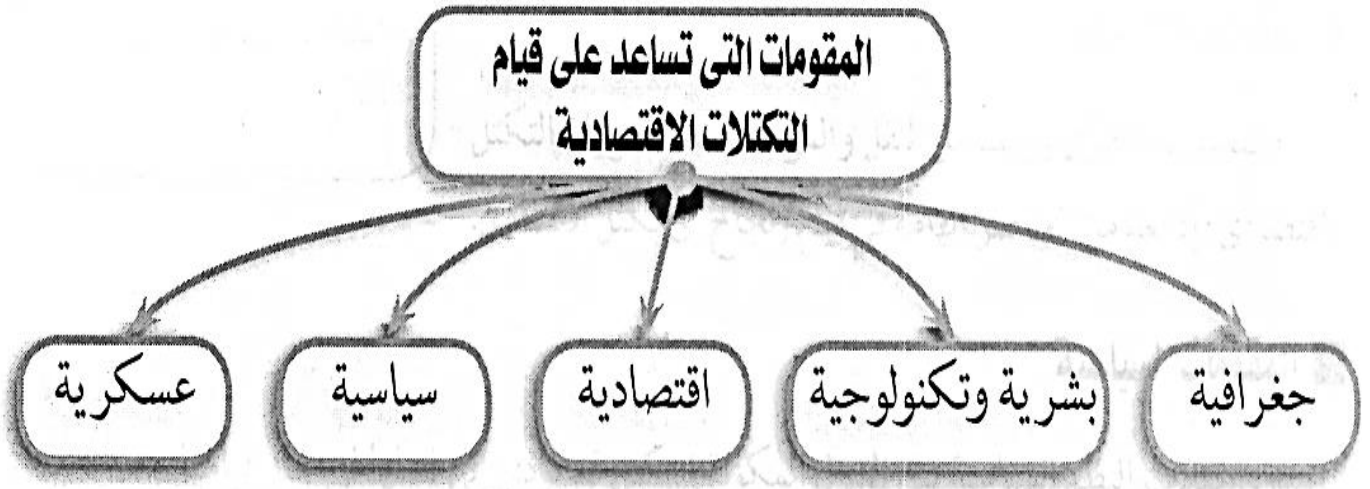 المقومات التى تساعد على قيام
التكتلات الاقتصادية
جغرافية
بشرية وتكنولوجية
اقتصادية
سياسية
عسكرية